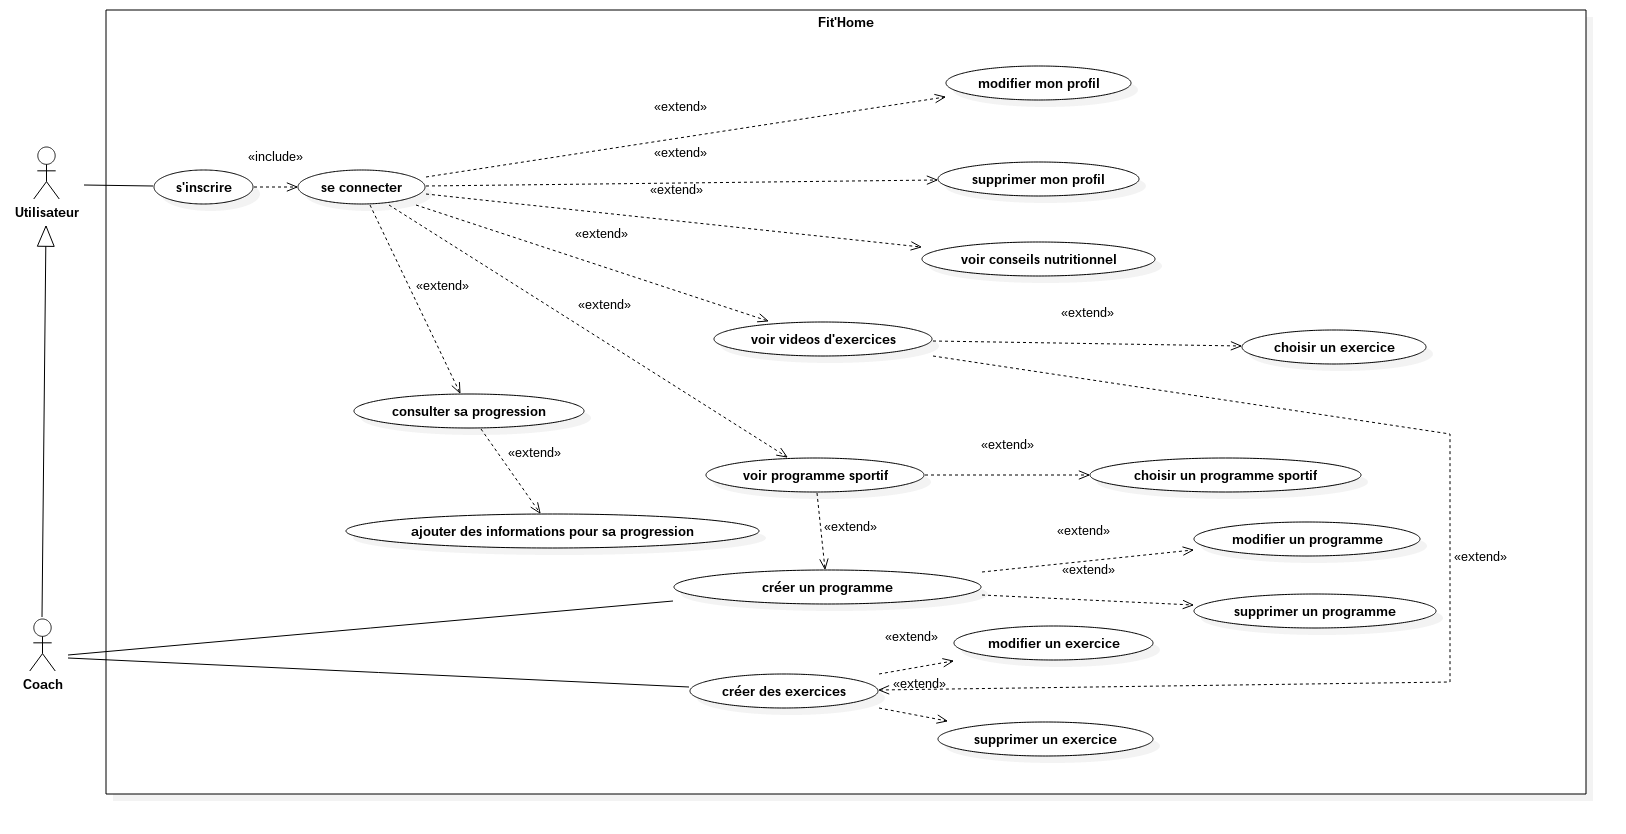 Fit'Home
modifier mon profil
«extend»
«include»
«extend»
s'inscrire
se connecter
supprimer mon profil
«extend»
Utilisateur
«extend»
voir conseils nutritionnel
«extend»
«extend»
«extend»
voir videos d'exercices
choisir un exercice
consulter sa progression
«extend»
«extend»
voir programme sportif
choisir un programme sportif
«extend»
ajouter des informations pour sa progression
«extend»
modifier un programme
«extend»
«extend»
créer un programme
supprimer un programme
«extend»
modifier un exercice
Coach
«extend»
créer des exercices
supprimer un exercice